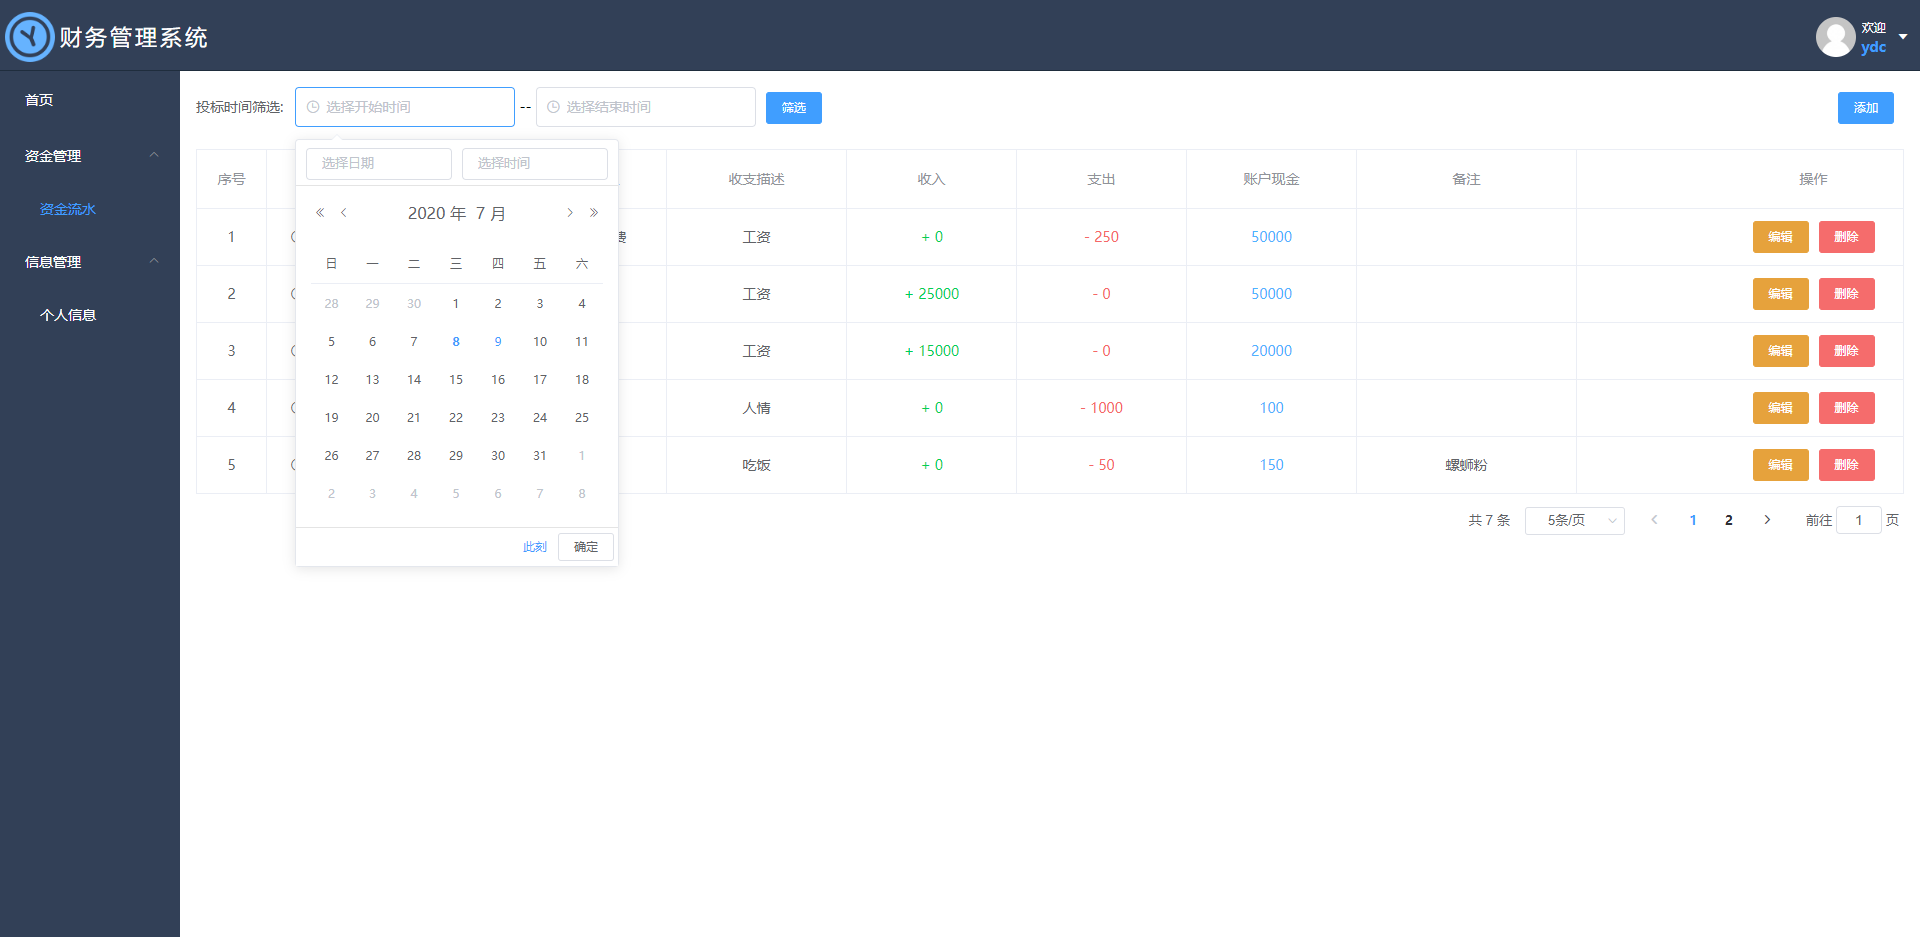 财务管理系统
欢迎
ydc
首页
资金管理
资金流水
信息管理
个人信息
投标时间筛选: 选择开始时间 -- 选择结束时间 筛选 添加
选择日期 选择时间
2020 年 7 月
日 一 二 三 四 五 六
28 29 30 1 2 3 4
5 6 7 8 9 10 11
12 13 14 15 16 17 18
19 20 21 22 23 24 25
26 27 28 29 30 31 1
2 3 4 5 6 7 8
此刻 确定
序号 收支描述 收入 支出 账户现金 备注 操作
1 工资 + 0 - 250 50000 编辑 删除
2 工资 + 25000 - 0 50000 编辑 删除
3 工资 + 15000 - 0 20000 编辑 删除
4 人情 + 0 - 1000 100 编辑 删除
5 吃饭 + 0 - 50 150 螺蛳粉 编辑 删除
共 7 条 5条/页 1 2 前往 1 页